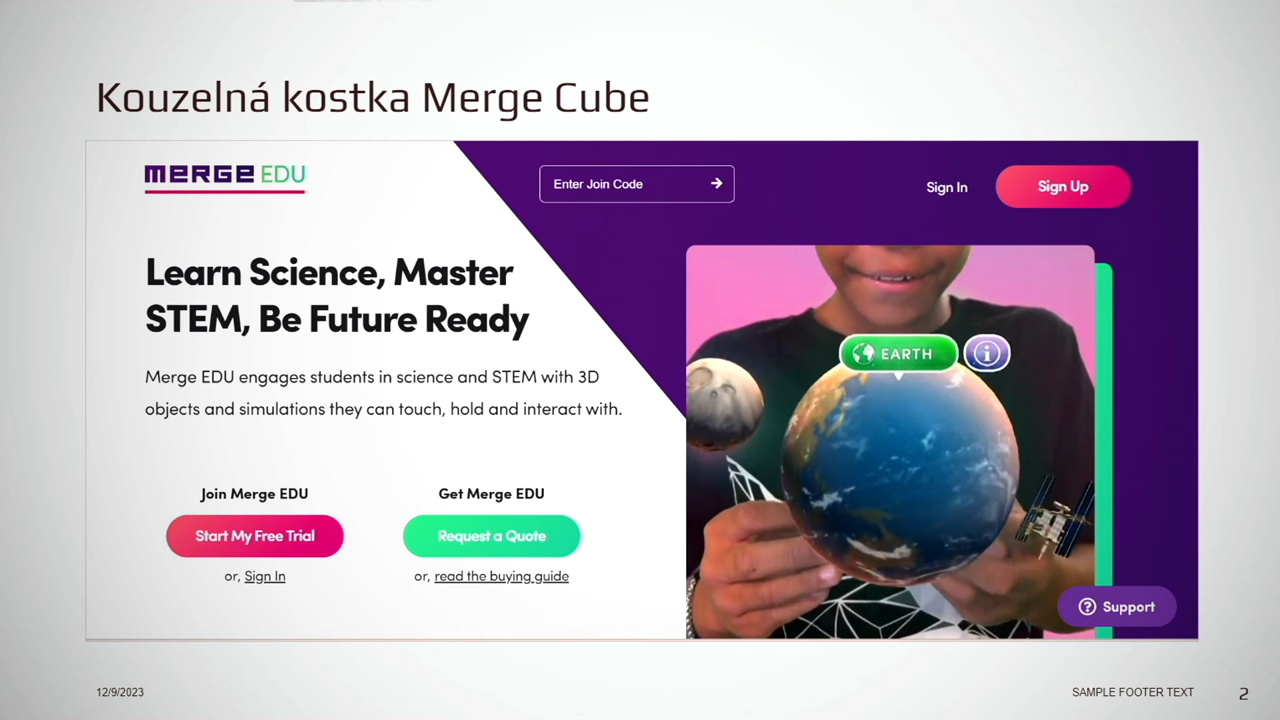 Kouzelná kostka Merge Cube
MERGE EDU
Enter Join Code
Sign In
Sign Up
Learn Science, Master
STEM, Be Future Ready
Merge EDU engages students in science and STEM with 3D
objects and simulations they can touch, hold and interact with.
EARTH
Join Merge EDU
Get Merge EDU
Start My Free Trial
Request a Quote
or, Sign In
or, read the buying guide
Support
12/9/2023
SAMPLE FOOTER TEXT
2